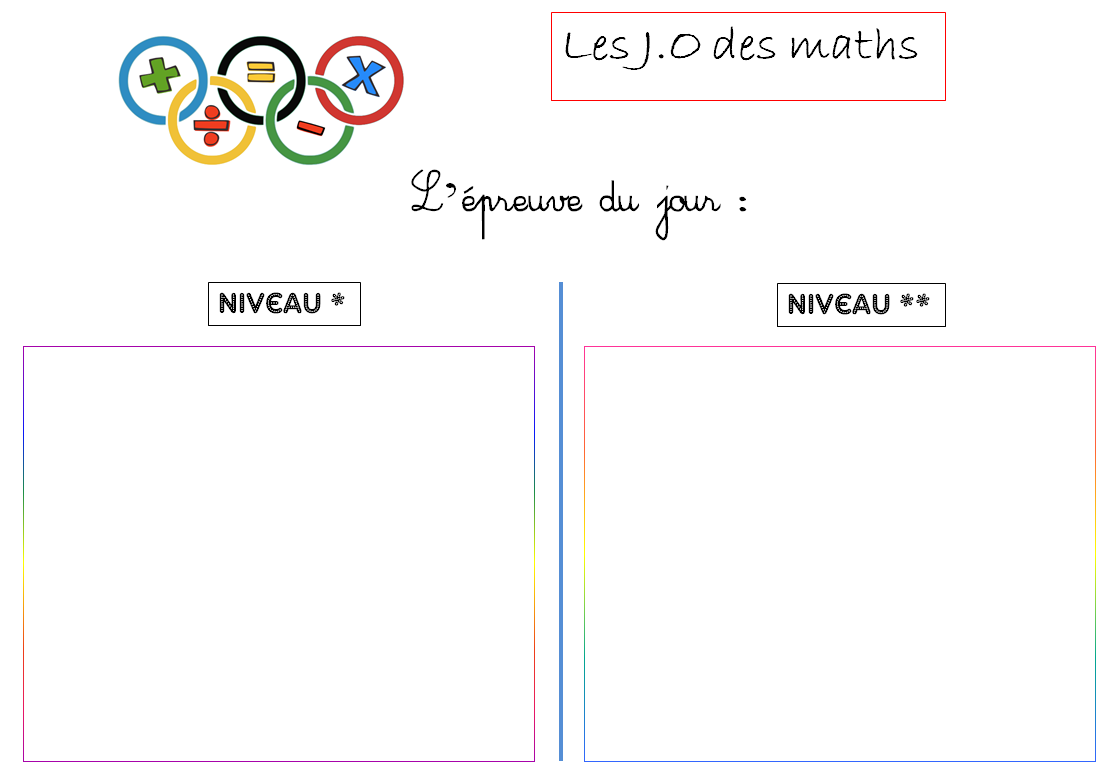 Les J.O des maths
L'épreuve du jour :
NIVEAU *
NIVEAU **